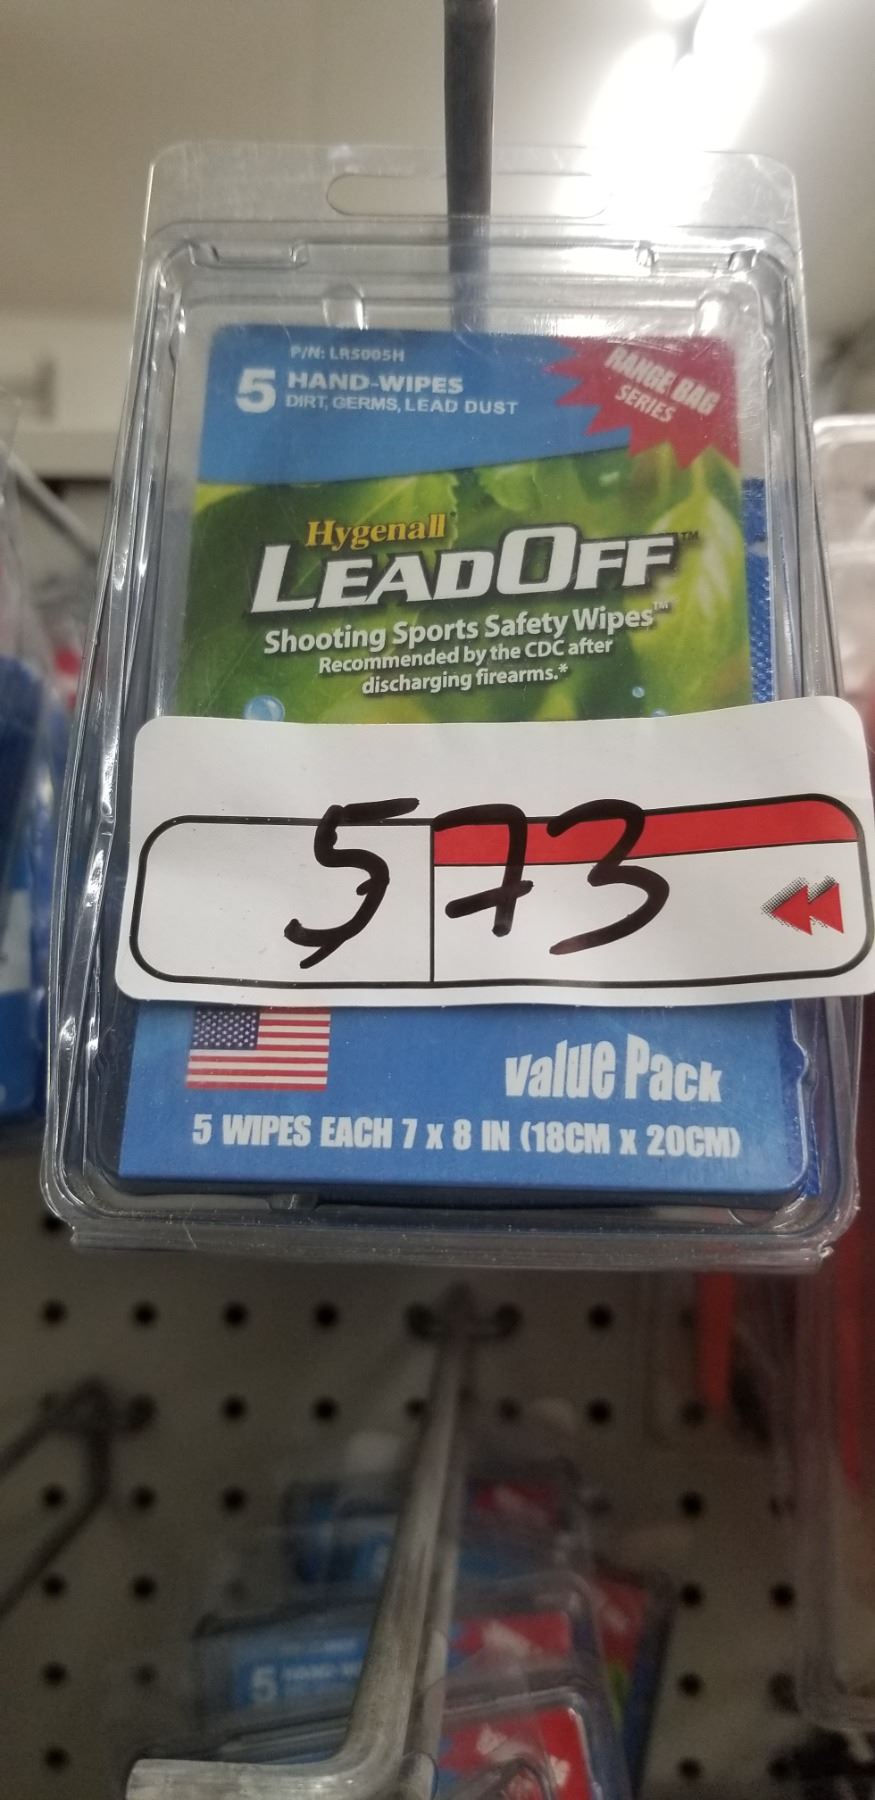 P/N: LRS005H
5 HAND-WIPES
DIRT, GERMS, LEAD DUST
RANGE BAG
SERIES
Hygenall
LEADOFF™
Shooting Sports Safety Wipes™
Recommended by the CDC after
discharging firearms.*
573
Value Pack
5 WIPES EACH 7 x 8 IN (18CM x 20CM)
5